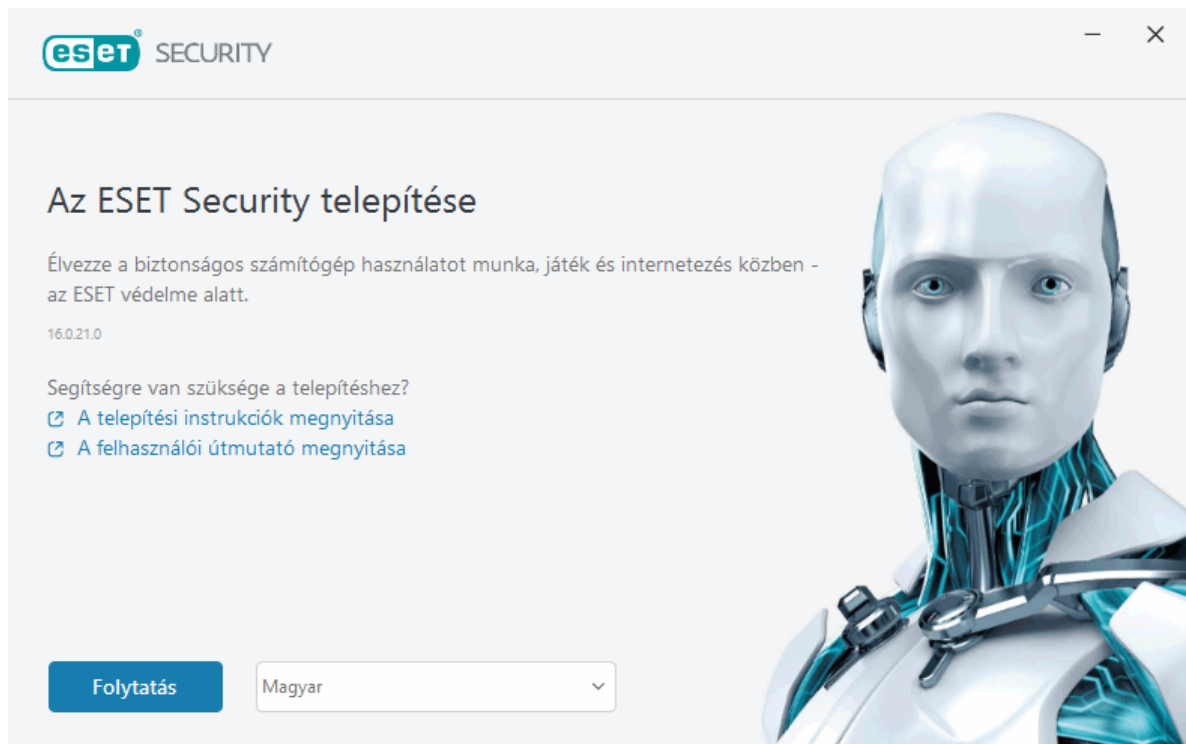 eset® SECURITY
Az ESET Security telepítése
Élvezze a biztonságos számítógép használatot munka, játék és internetezés közben -
az ESET védelme alatt.
16.0.21.0
Segítségre van szüksége a telepítéshez?
A telepítési instrukciók megnyitása
A felhasználói útmutató megnyitása
Folytatás
Magyar